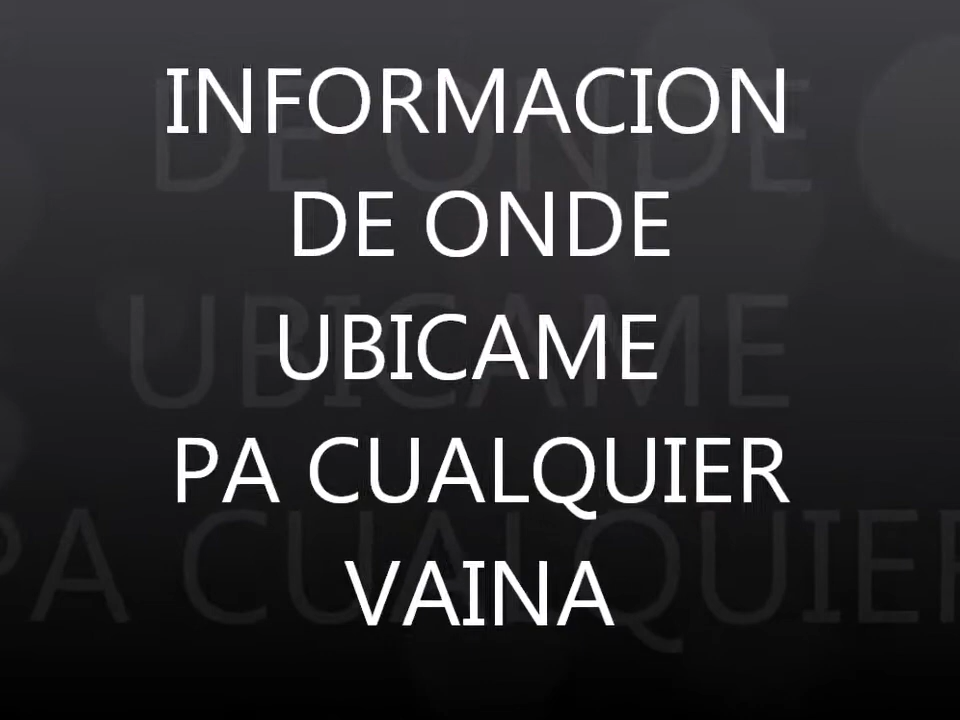 INFORMACION
DE ONDE
UBICAME
PA CUALQUIER
VAINA